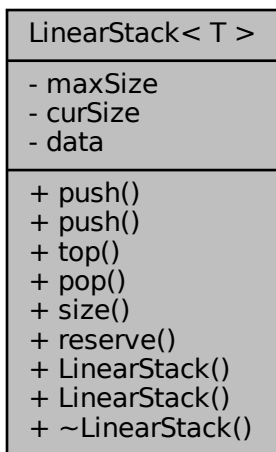 LinearStack< T >
- maxSize
- curSize
- data
+ push()
+ push()
+ top()
+ pop()
+ size()
+ reserve()
+ LinearStack()
+ LinearStack()
+ ~LinearStack()